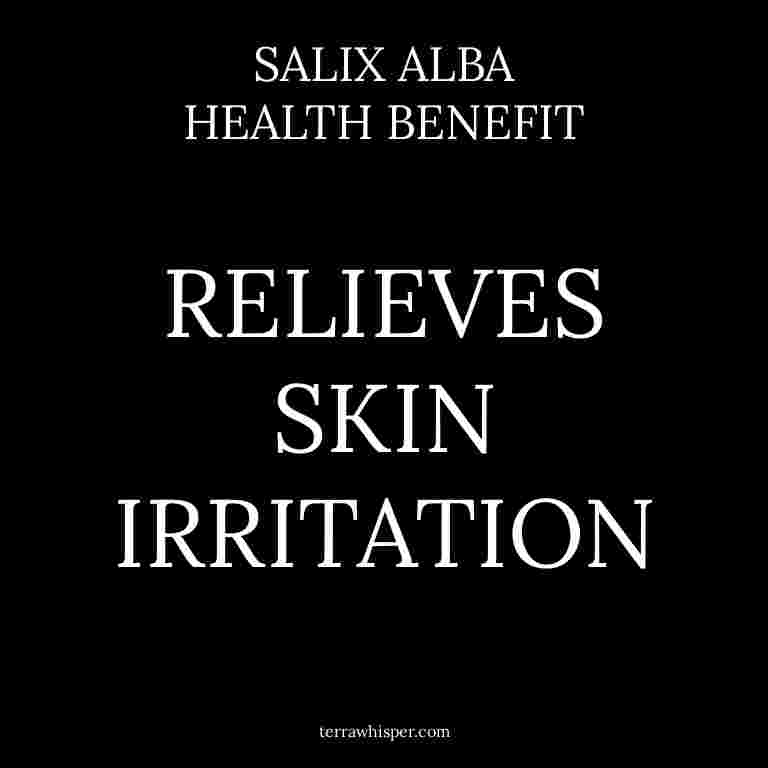 SALIX ALBA
HEALTH BENEFIT
RELIEVES
SKIN
IRRITATION
terrawhisper.com